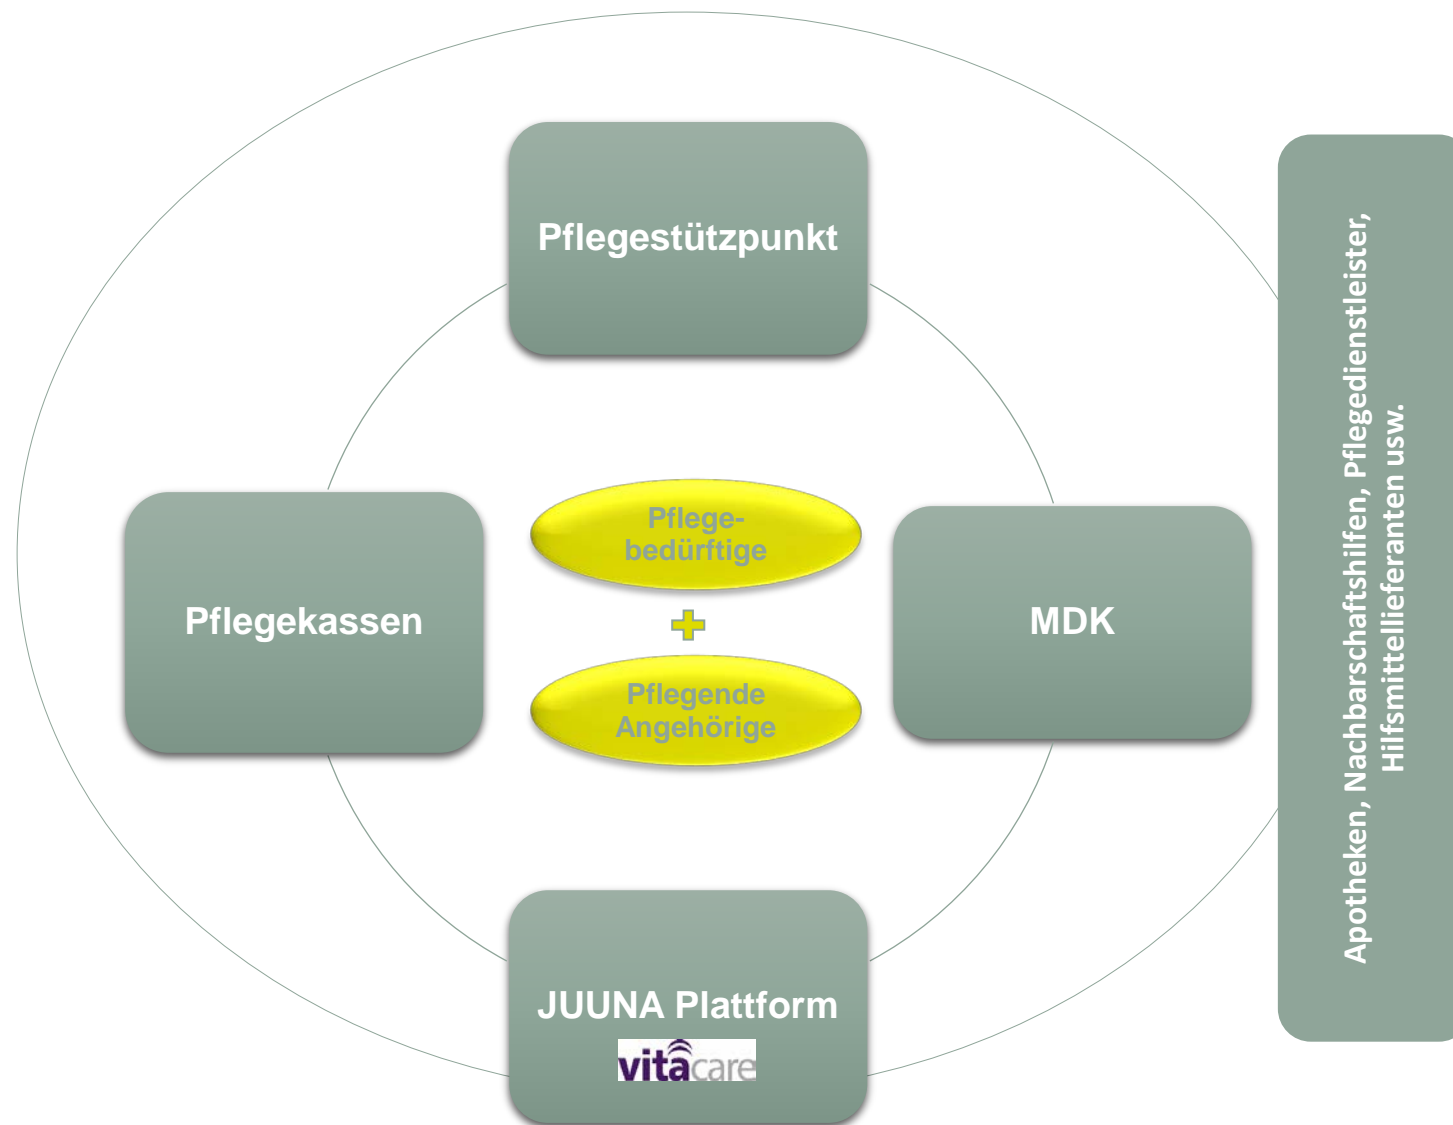 Pflegestützpunkt
Pflege-
bedürftige
Pflegekassen
MDK
Pflegende
Angehörige
JUUNA Plattform
vitacare
Apotheken, Nachbarschaftshilfen, Pflegedienstleister,
Hilfsmittellieferanten usw.